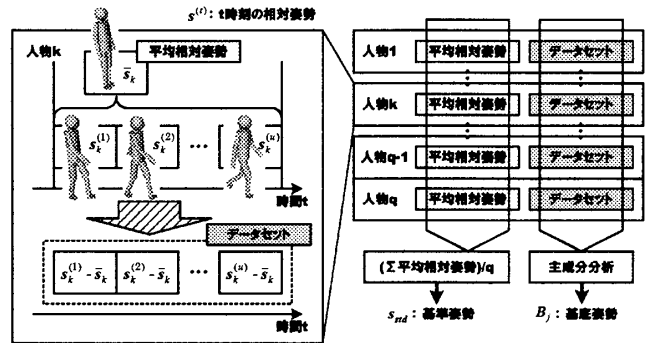 s^(t): t時刻の相対姿勢
人物k
平均相対姿勢
s̄_k
s_k^(1) s_k^(2) … s_k^(u)
時間t
データセット
s_k^(1) - s̄_k s_k^(2) - s̄_k … s_k^(u) - s̄_k
時間t
人物1 平均相対姿勢 データセット
人物k 平均相対姿勢 データセット
人物q-1 平均相対姿勢 データセット
人物q 平均相対姿勢 データセット
(Σ平均相対姿勢)/q 主成分分析
s_std: 基準姿勢 B_j: 基底姿勢